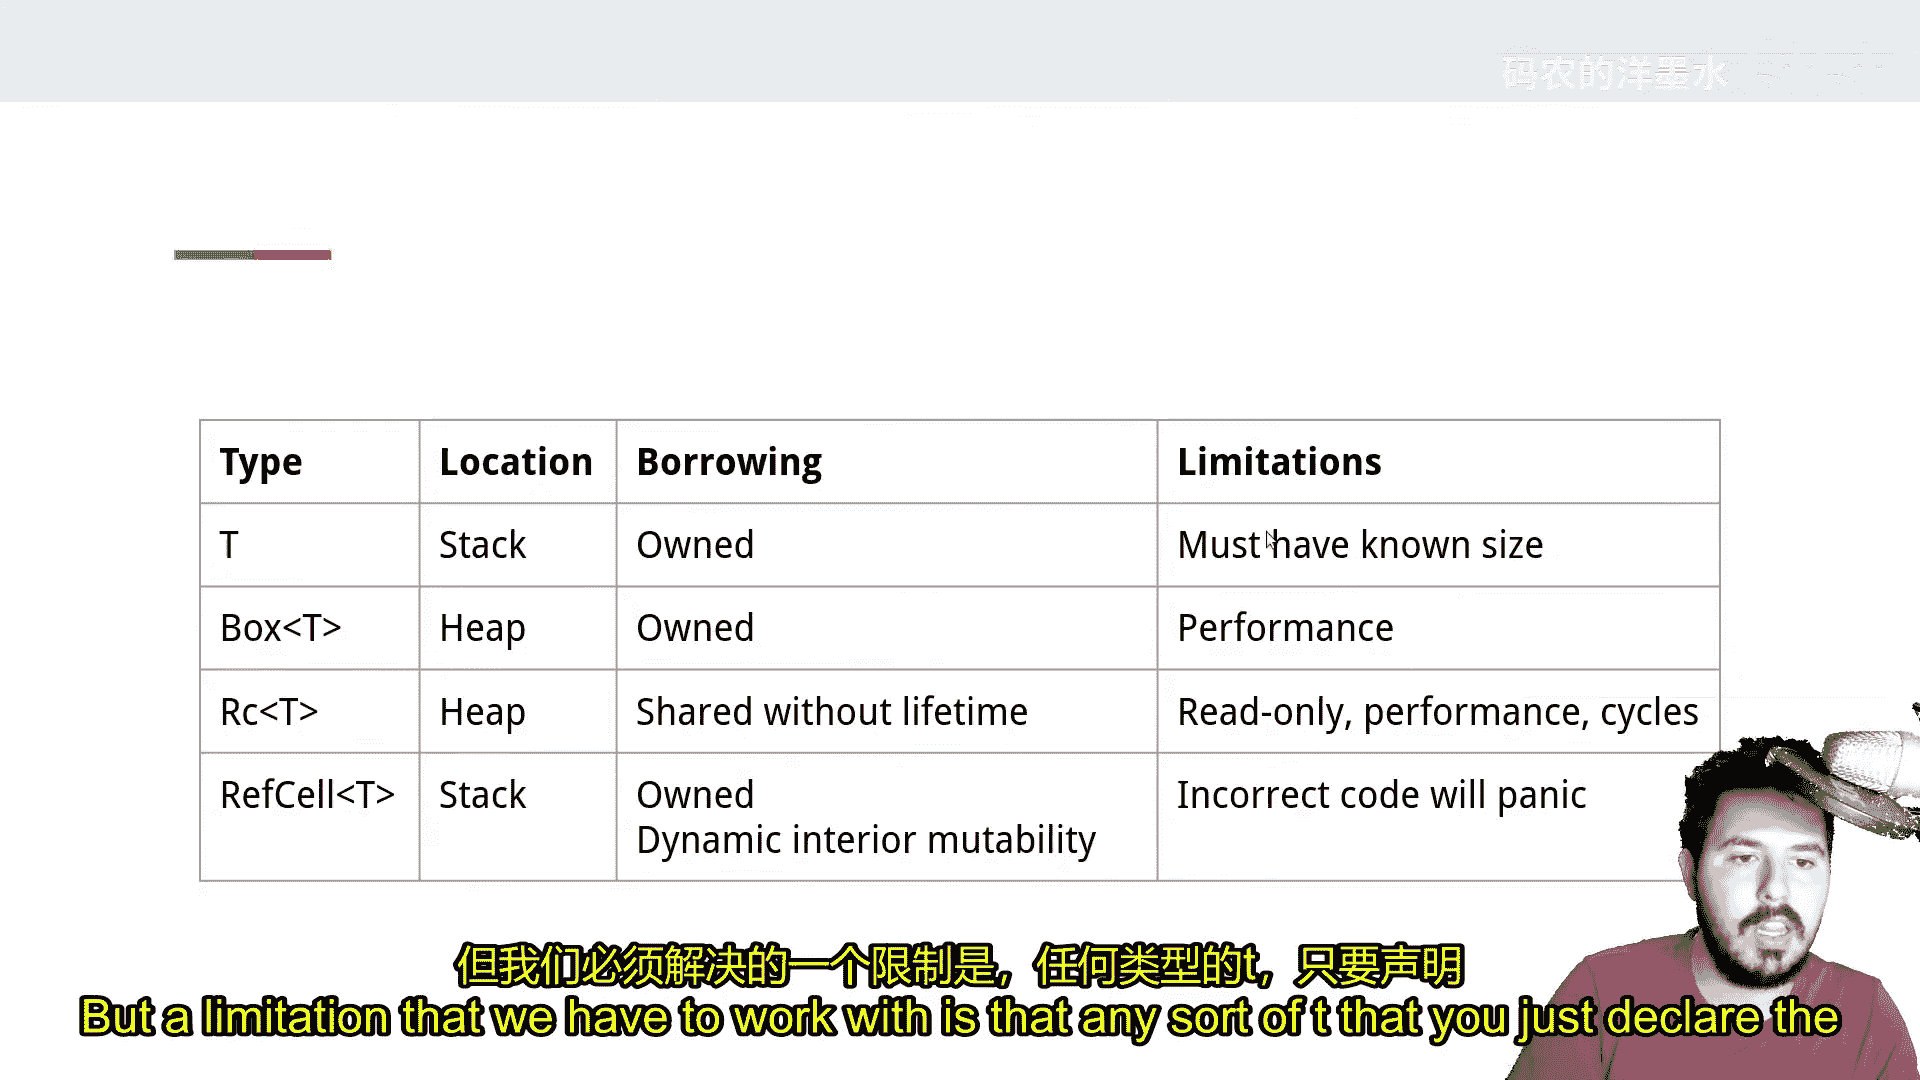 码农的洋墨水
Type Location Borrowing Limitations
T Stack Owned Must have known size
Box<T> Heap Owned Performance
Rc<T> Heap Shared without lifetime Read-only, performance, cycles
RefCell<T> Stack Owned Incorrect code will panic
Dynamic interior mutability
但我们必须解决的一个限制是，任何类型的t，只要声明
But a limitation that we have to work with is that any sort of t that you just declare the